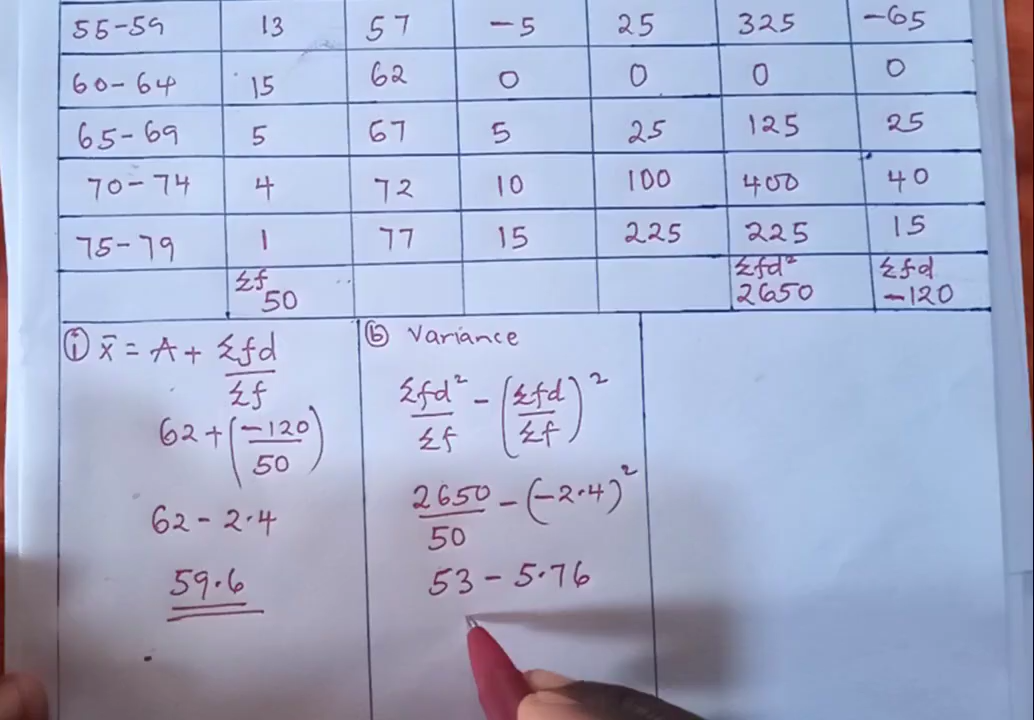 55-59 13 57 -5 25 325 -65
60-64 15 62 0 0 0 0
65-69 5 67 5 25 125 25
70-74 4 72 10 100 400 40
75-79 1 77 15 225 225 15
Σf 50 Σfd² 2650 Σfd -120
① x̄ = A + Σfd/Σf
62 + (-120/50)
62 - 2.4
59.6
ⓑ Variance
Σfd²/Σf - (Σfd/Σf)²
2650/50 - (-2.4)²
53 - 5.76